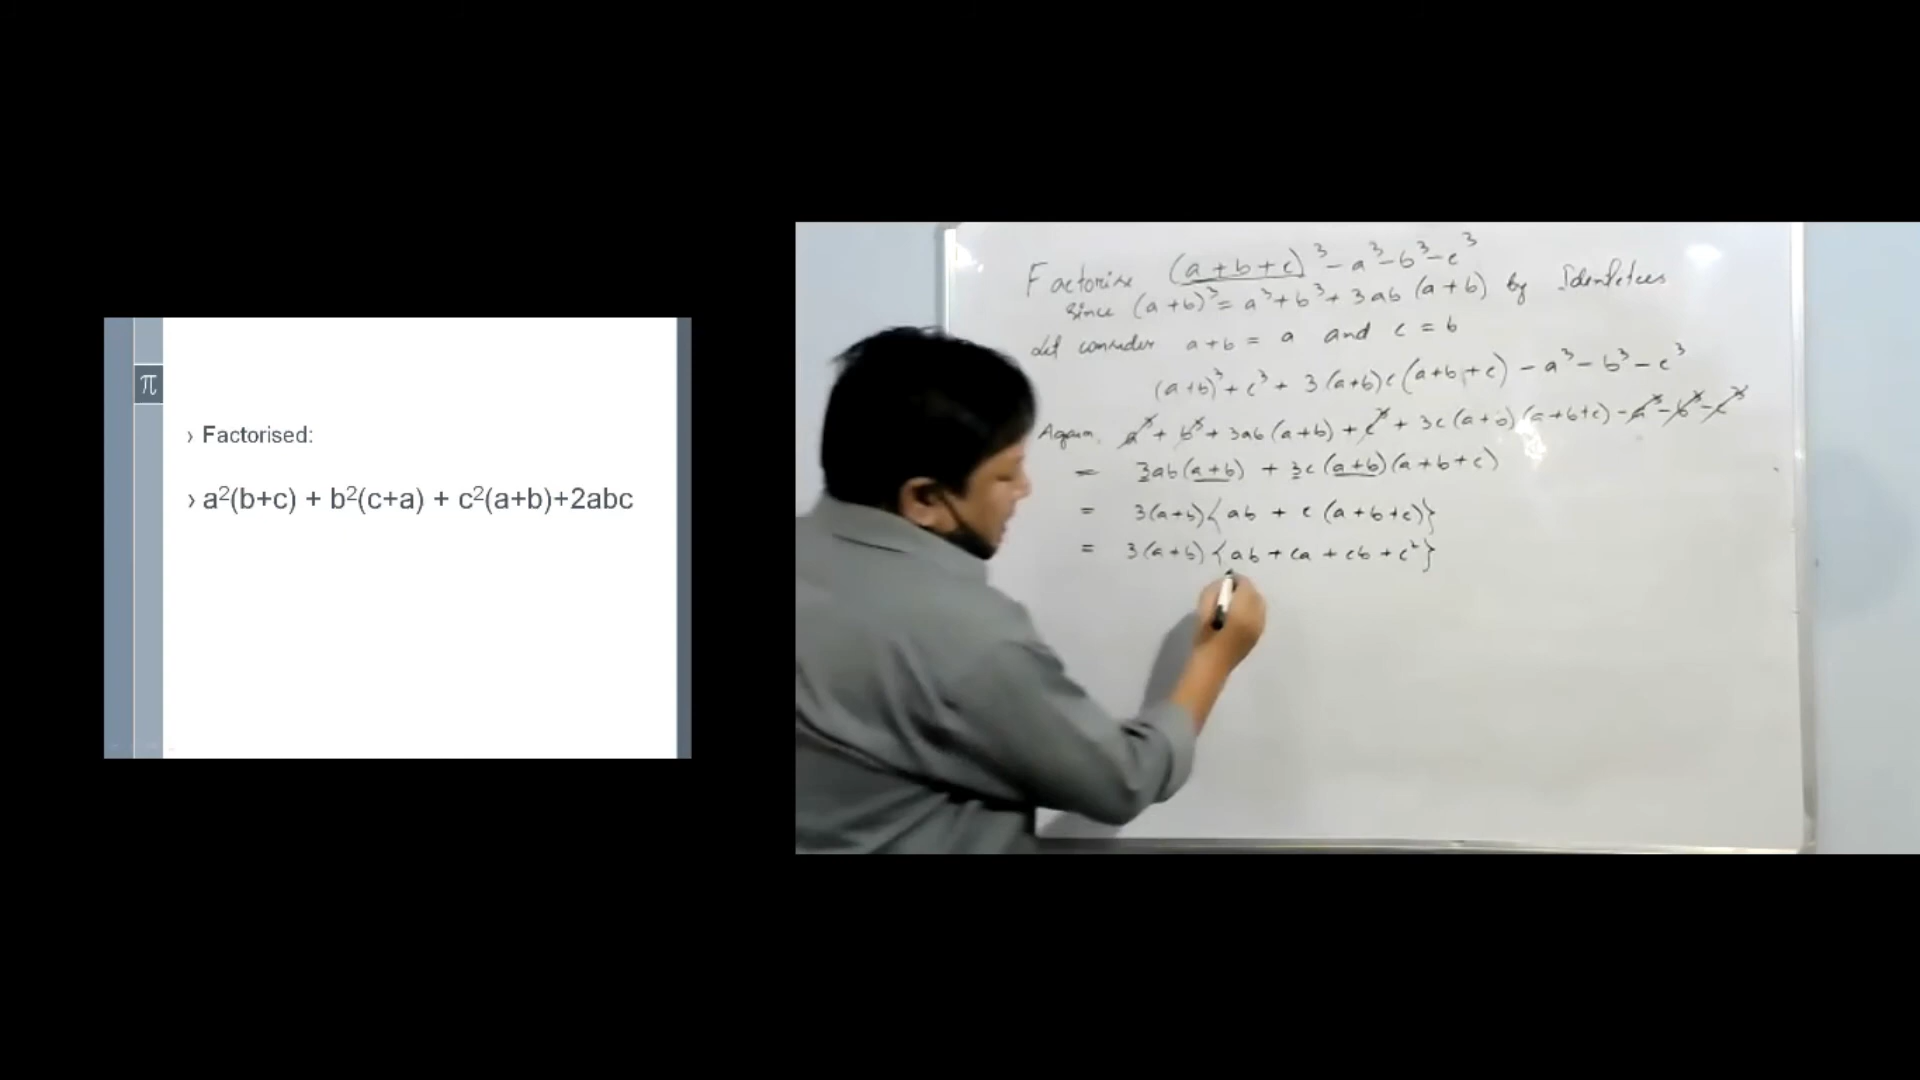 π
› Factorised:
› a²(b+c) + b²(c+a) + c²(a+b)+2abc
Factorise (a+b+c)³ - a³ - b³ - c³
Since (a+b)³ = a³+b³+3ab(a+b) by Identetees
Let consider a+b = a and c = b
(a+b)³ + c³ + 3(a+b)c(a+b+c) - a³ - b³ - c³
Again, a³ + b³ + 3ab(a+b) + c³ + 3c(a+b)(a+b+c) - a³ - b³ - c³
= 3ab(a+b) + 3c(a+b)(a+b+c)
= 3(a+b){ab + c(a+b+c)}
= 3(a+b){ab + ca + cb + c²}